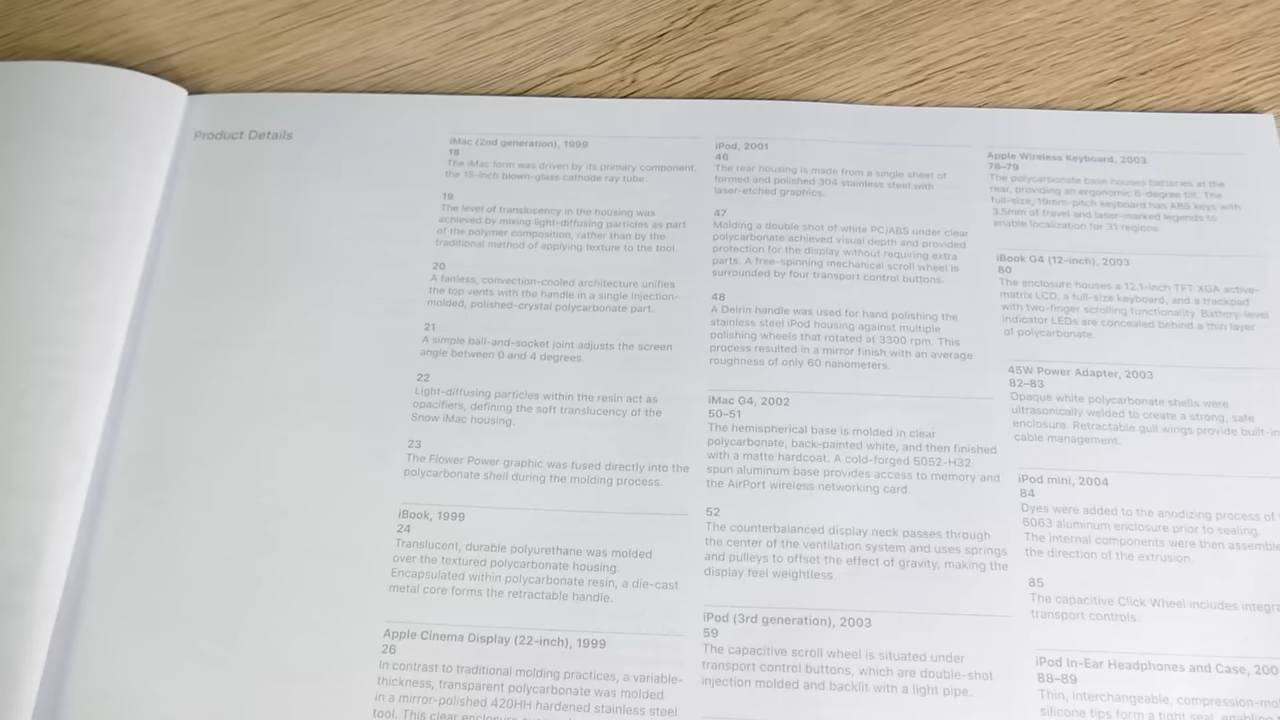 Product Details
iMac (2nd generation), 1999
18
The iMac form was driven by its primary component,
the 15-inch blown-glass cathode ray tube.
19
The level of translucency in the housing was
achieved by mixing light-diffusing particles as part
of the polymer composition, rather than by the
traditional method of applying texture to the tool.
20
A fanless, convection-cooled architecture unifies
the top vents with the handle in a single injection-
molded, polished-crystal polycarbonate part.
21
A simple ball-and-socket joint adjusts the screen
angle between 0 and 4 degrees.
22
Light-diffusing particles within the resin act as
opacifiers, defining the soft translucency of the
Snow iMac housing.
23
The Flower Power graphic was fused directly into the
polycarbonate shell during the molding process.
iBook, 1999
24
Translucent, durable polyurethane was molded
over the textured polycarbonate housing.
Encapsulated within polycarbonate resin, a die-cast
metal core forms the retractable handle.
Apple Cinema Display (22-inch), 1999
26
In contrast to traditional molding practices, a variable-
thickness, transparent polycarbonate was molded
in a mirror-polished 420HH hardened stainless steel
tool. This clear
iPod, 2001
46
The rear housing is made from a single sheet of
formed and polished 304 stainless steel with
laser-etched graphics.
47
Molding a double shot of white PC/ABS under clear
polycarbonate achieved visual depth and provided
protection for the display without requiring extra
parts. A free-spinning mechanical scroll wheel is
surrounded by four transport control buttons.
48
A Delrin handle was used for hand polishing the
stainless steel iPod housing against multiple
polishing wheels that rotated at 3300 rpm. This
process resulted in a mirror finish with an average
roughness of only 60 nanometers.
iMac G4, 2002
50–51
The hemispherical base is molded in clear
polycarbonate, back-painted white, and then finished
with a matte hardcoat. A cold-forged 5052-H32
spun aluminum base provides access to memory and
the AirPort wireless networking card.
52
The counterbalanced display neck passes through
the center of the ventilation system and uses springs
and pulleys to offset the effect of gravity, making the
display feel weightless.
iPod (3rd generation), 2003
59
The capacitive scroll wheel is situated under
transport control buttons, which are double-shot
injection molded and backlit with a light pipe.
Apple Wireless Keyboard, 2003
78–79
The polycarbonate base houses batteries at the
rear, providing an ergonomic 6-degree tilt. The
full-size, 19mm-pitch keyboard has ABS keys with
3.5mm of travel and laser-marked legends to
enable localization for 31 regions.
iBook G4 (12-inch), 2003
80
The enclosure houses a 12.1-inch TFT XGA active-
matrix LCD, a full-size keyboard, and a trackpad
with two-finger scrolling functionality. Battery-level
indicator LEDs are concealed behind a thin layer
of polycarbonate.
45W Power Adapter, 2003
82–83
Opaque white polycarbonate shells were
ultrasonically welded to create a strong, safe
enclosure. Retractable gull wings provide built-in
cable management.
iPod mini, 2004
84
Dyes were added to the anodizing process of
6063 aluminum enclosure prior to sealing.
The internal components were then assemble
the direction of the extrusion.
85
The capacitive Click Wheel includes integra
transport controls.
iPod In-Ear Headphones and Case, 200
88–89
Thin, interchangeable, compression-mo
silicone tips form a tight seal,